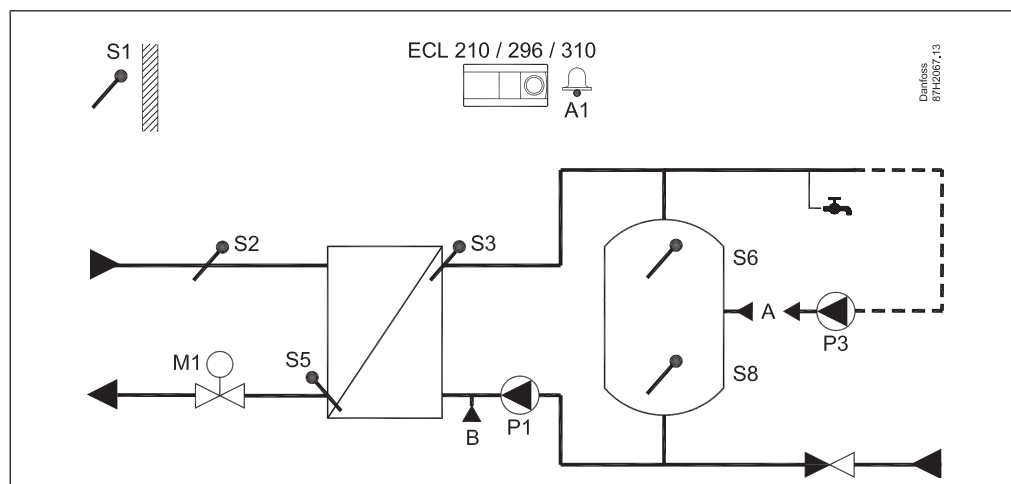 S1
ECL 210 / 296 / 310
A1
Danfoss
87H2067.13
S2
S3
S6
A
P3
M1
S5
S8
B
P1